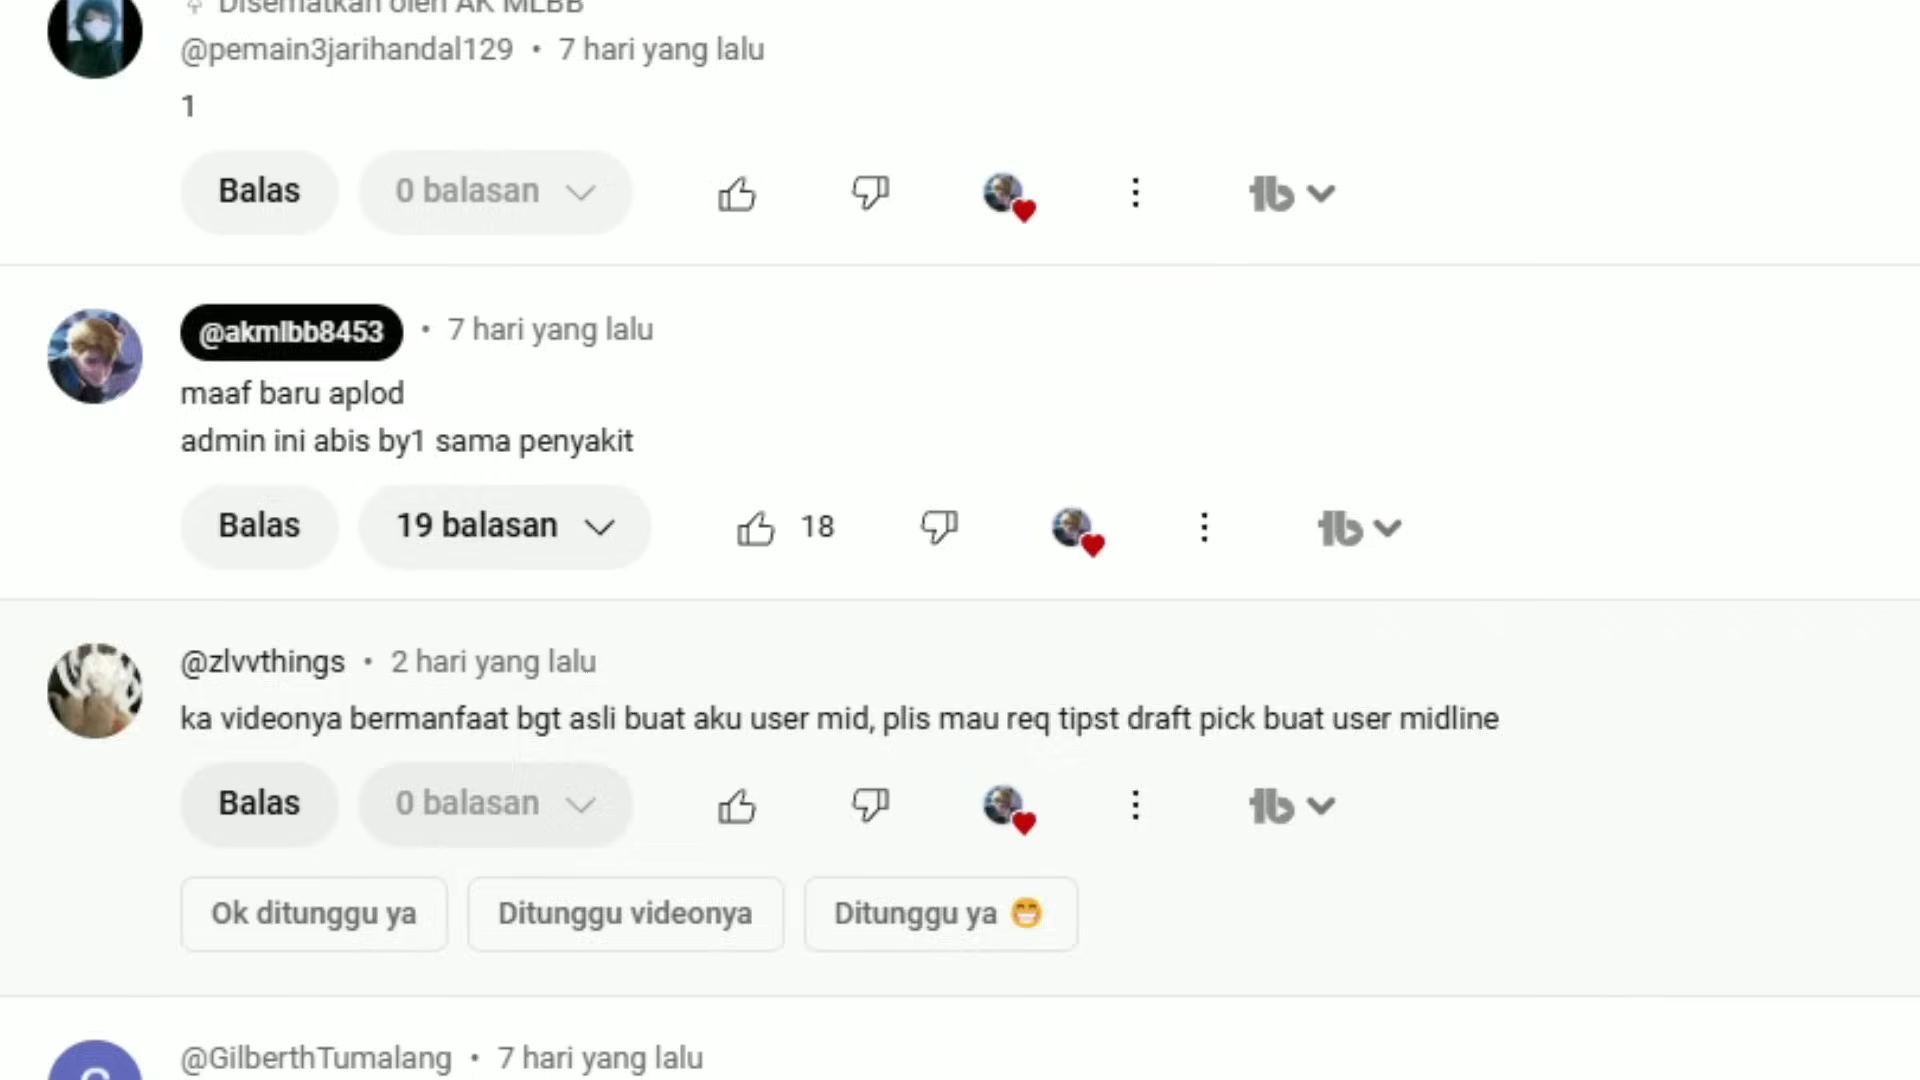 Disematkan oleh AK MLBB
@pemain3jarihandal129 • 7 hari yang lalu
1
Balas 0 balasan
@akmlbb8453 • 7 hari yang lalu
maaf baru aplod
admin ini abis by1 sama penyakit
Balas 19 balasan 18
@zlvvthings • 2 hari yang lalu
ka videonya bermanfaat bgt asli buat aku user mid, plis mau req tipst draft pick buat user midline
Balas 0 balasan
Ok ditunggu ya Ditunggu videonya Ditunggu ya 😁
@GilberthTumalang • 7 hari yang lalu